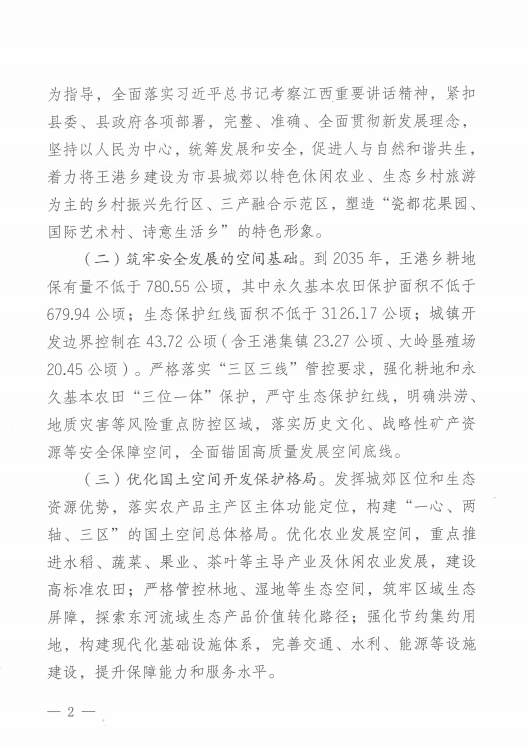 为指导，全面落实习近平总书记考察江西重要讲话精神，紧扣
县委、县政府各项部署，完整、准确、全面贯彻新发展理念，
坚持以人民为中心，统筹发展和安全，促进人与自然和谐共生，
着力将王港乡建设为市县城郊以特色休闲农业、生态乡村旅游
为主的乡村振兴先行区、三产融合示范区，塑造“瓷都花果园、
国际艺术村、诗意生活乡”的特色形象。
（二）筑牢安全发展的空间基础。到 2035 年，王港乡耕地
保有量不低于 780.55 公顷，其中永久基本农田保护面积不低于
679.94 公顷；生态保护红线面积不低于 3126.17 公顷；城镇开
发边界控制在 43.72 公顷（含王港集镇 23.27 公顷、大岭垦殖场
20.45 公顷）。严格落实“三区三线”管控要求，强化耕地和永
久基本农田“三位一体”保护，严守生态保护红线，明确洪涝、
地质灾害等风险重点防控区域，落实历史文化、战略性矿产资
源等安全保障空间，全面锚固高质量发展空间底线。
（三）优化国土空间开发保护格局。发挥城郊区位和生态
资源优势，落实农产品主产区主体功能定位，构建“一心、两
轴、三区”的国土空间总体格局。优化农业发展空间，重点推
进水稻、蔬菜、果业、茶叶等主导产业及休闲农业发展，建设
高标准农田；严格管控林地、湿地等生态空间，筑牢区域生态
屏障，探索东河流域生态产品价值转化路径；强化节约集约用
地，构建现代化基础设施体系，完善交通、水利、能源等设施
建设，提升保障能力和服务水平。
— 2 —